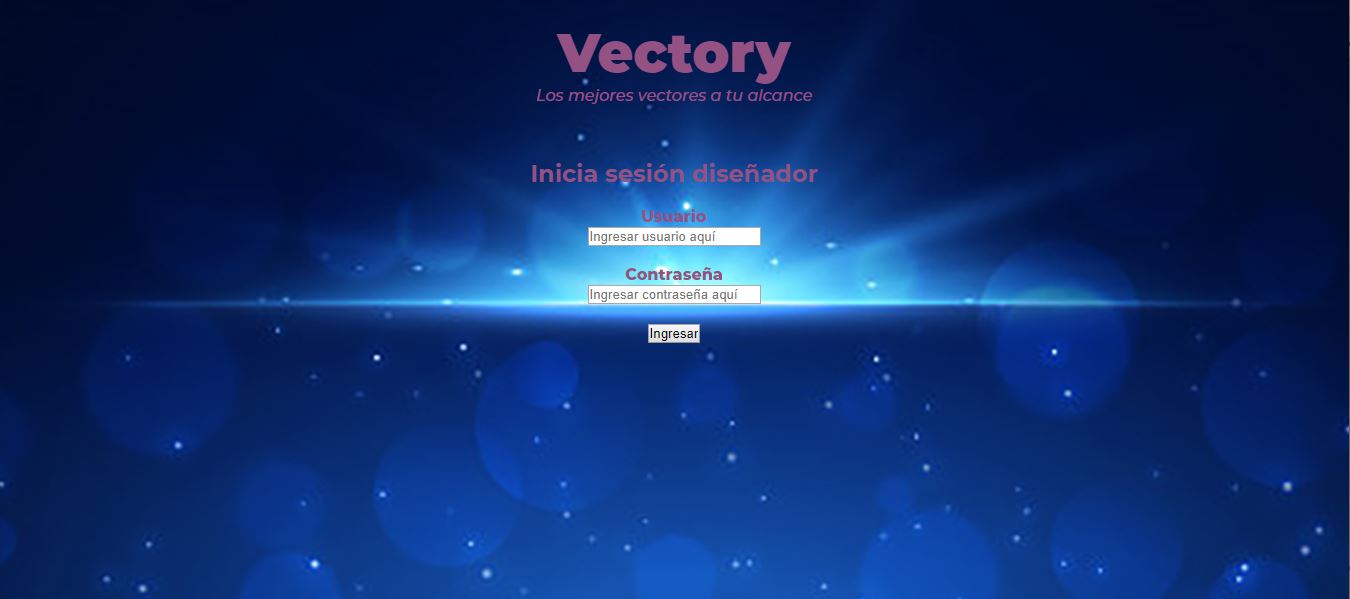 Vectory
Los mejores vectores a tu alcance
Inicia sesión diseñador
Usuario
Ingresar usuario aquí
Contraseña
Ingresar contraseña aquí
Ingresar